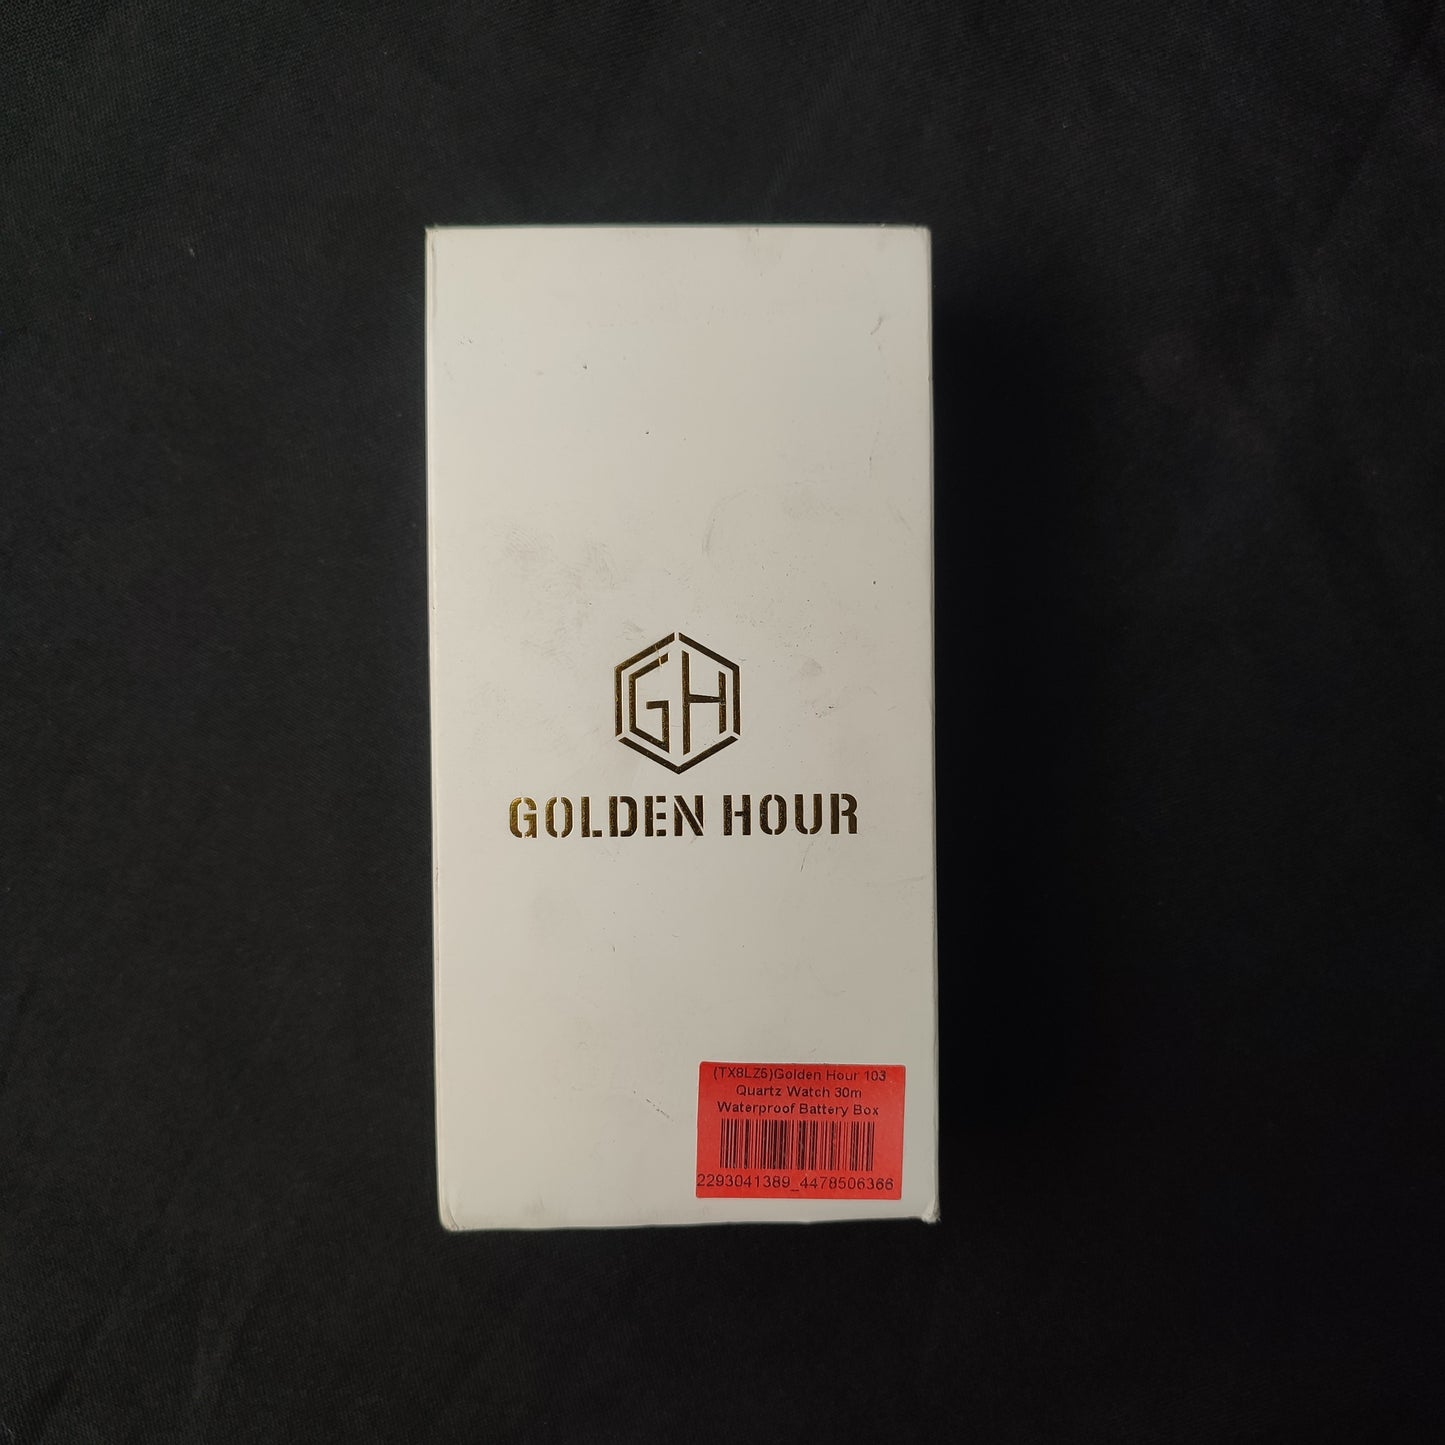 GH
GOLDEN HOUR
(TX8LZ5)Golden Hour 103
Quartz Watch 30m
Waterproof Battery Box
2293041389_4478506366